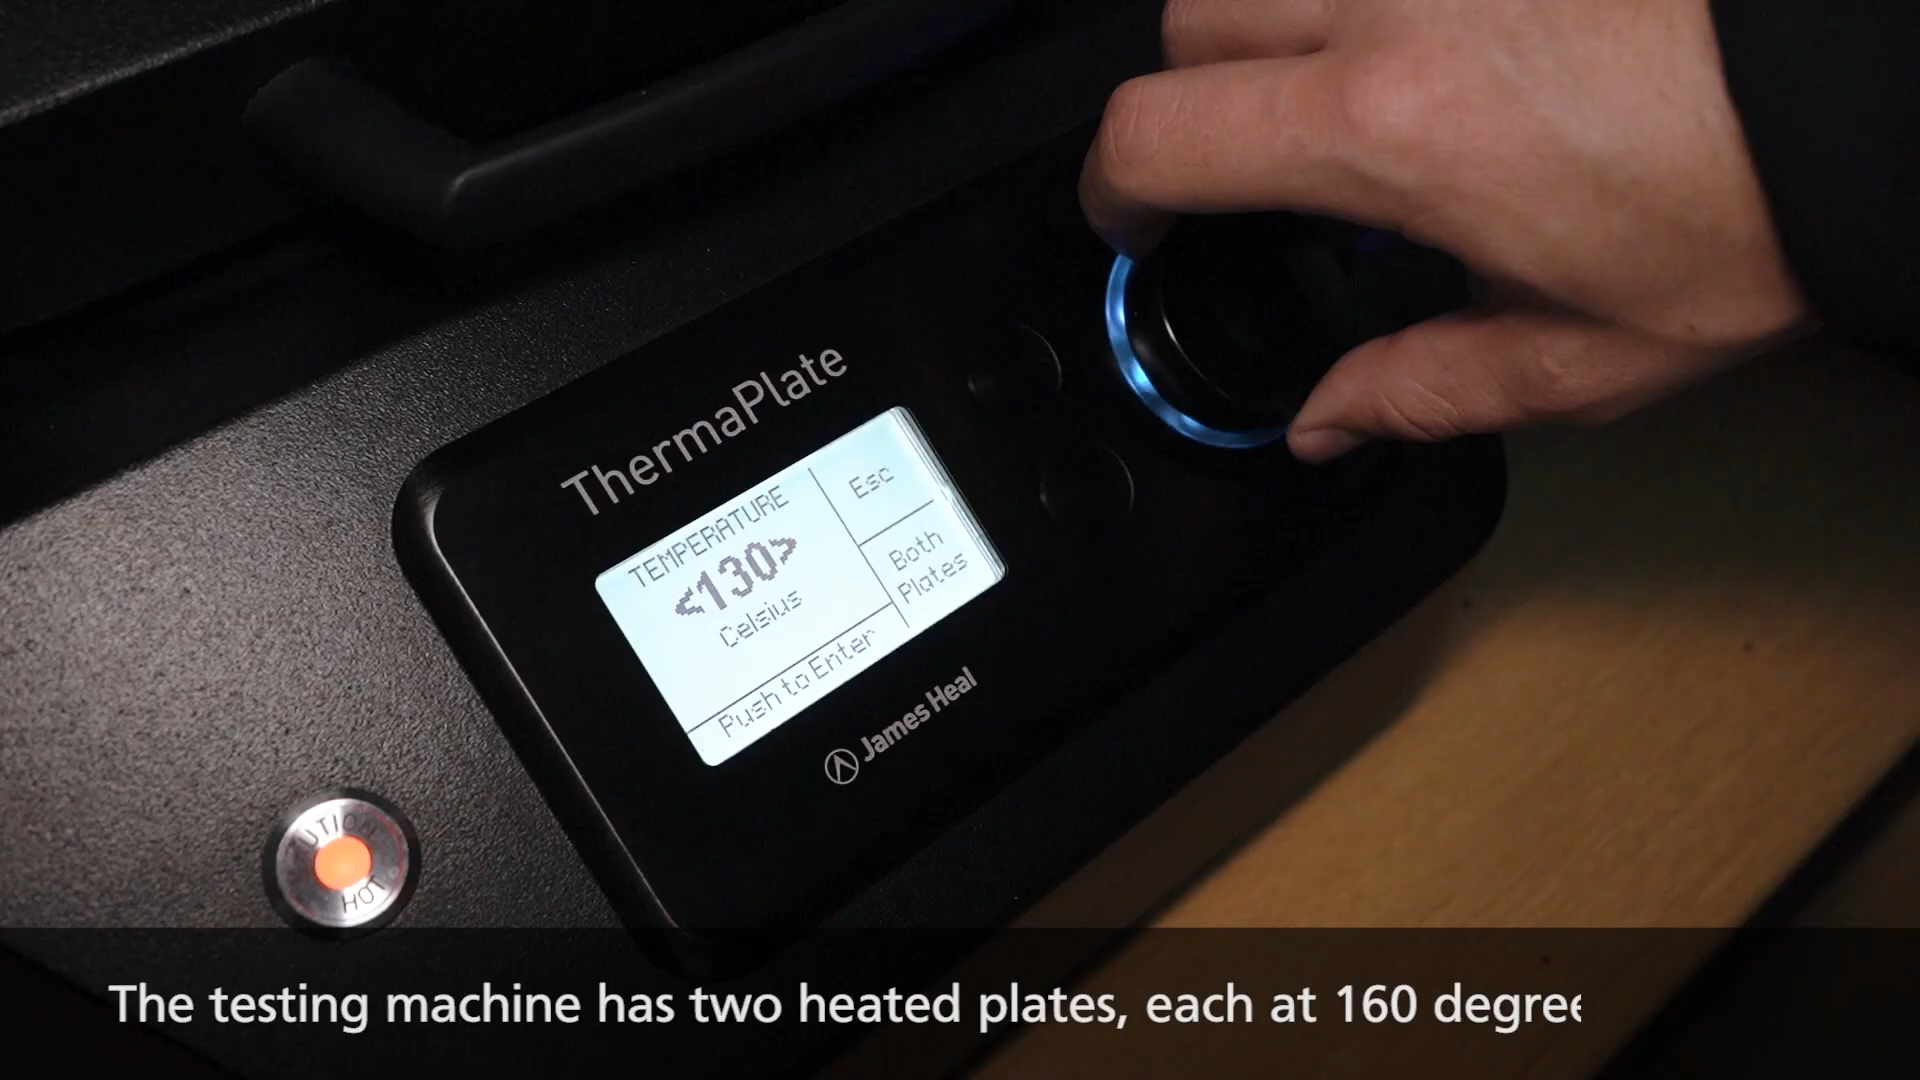 ThermaPlate
TEMPERATURE
<130>
Celsius
Push to Enter
Esc
Both
Plates
James Heal
UTION
HOT
The testing machine has two heated plates, each at 160 degree